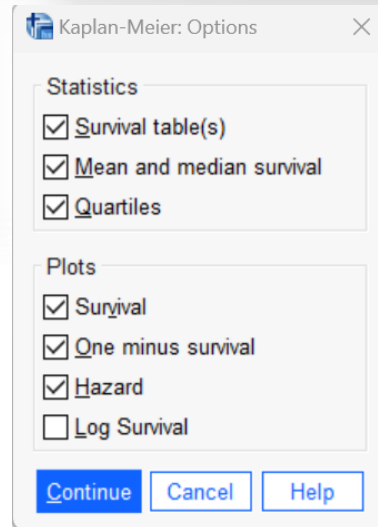 Kaplan-Meier: Options
Statistics
Survival table(s)
Mean and median survival
Quartiles
Plots
Survival
One minus survival
Hazard
Log Survival
Continue
Cancel
Help